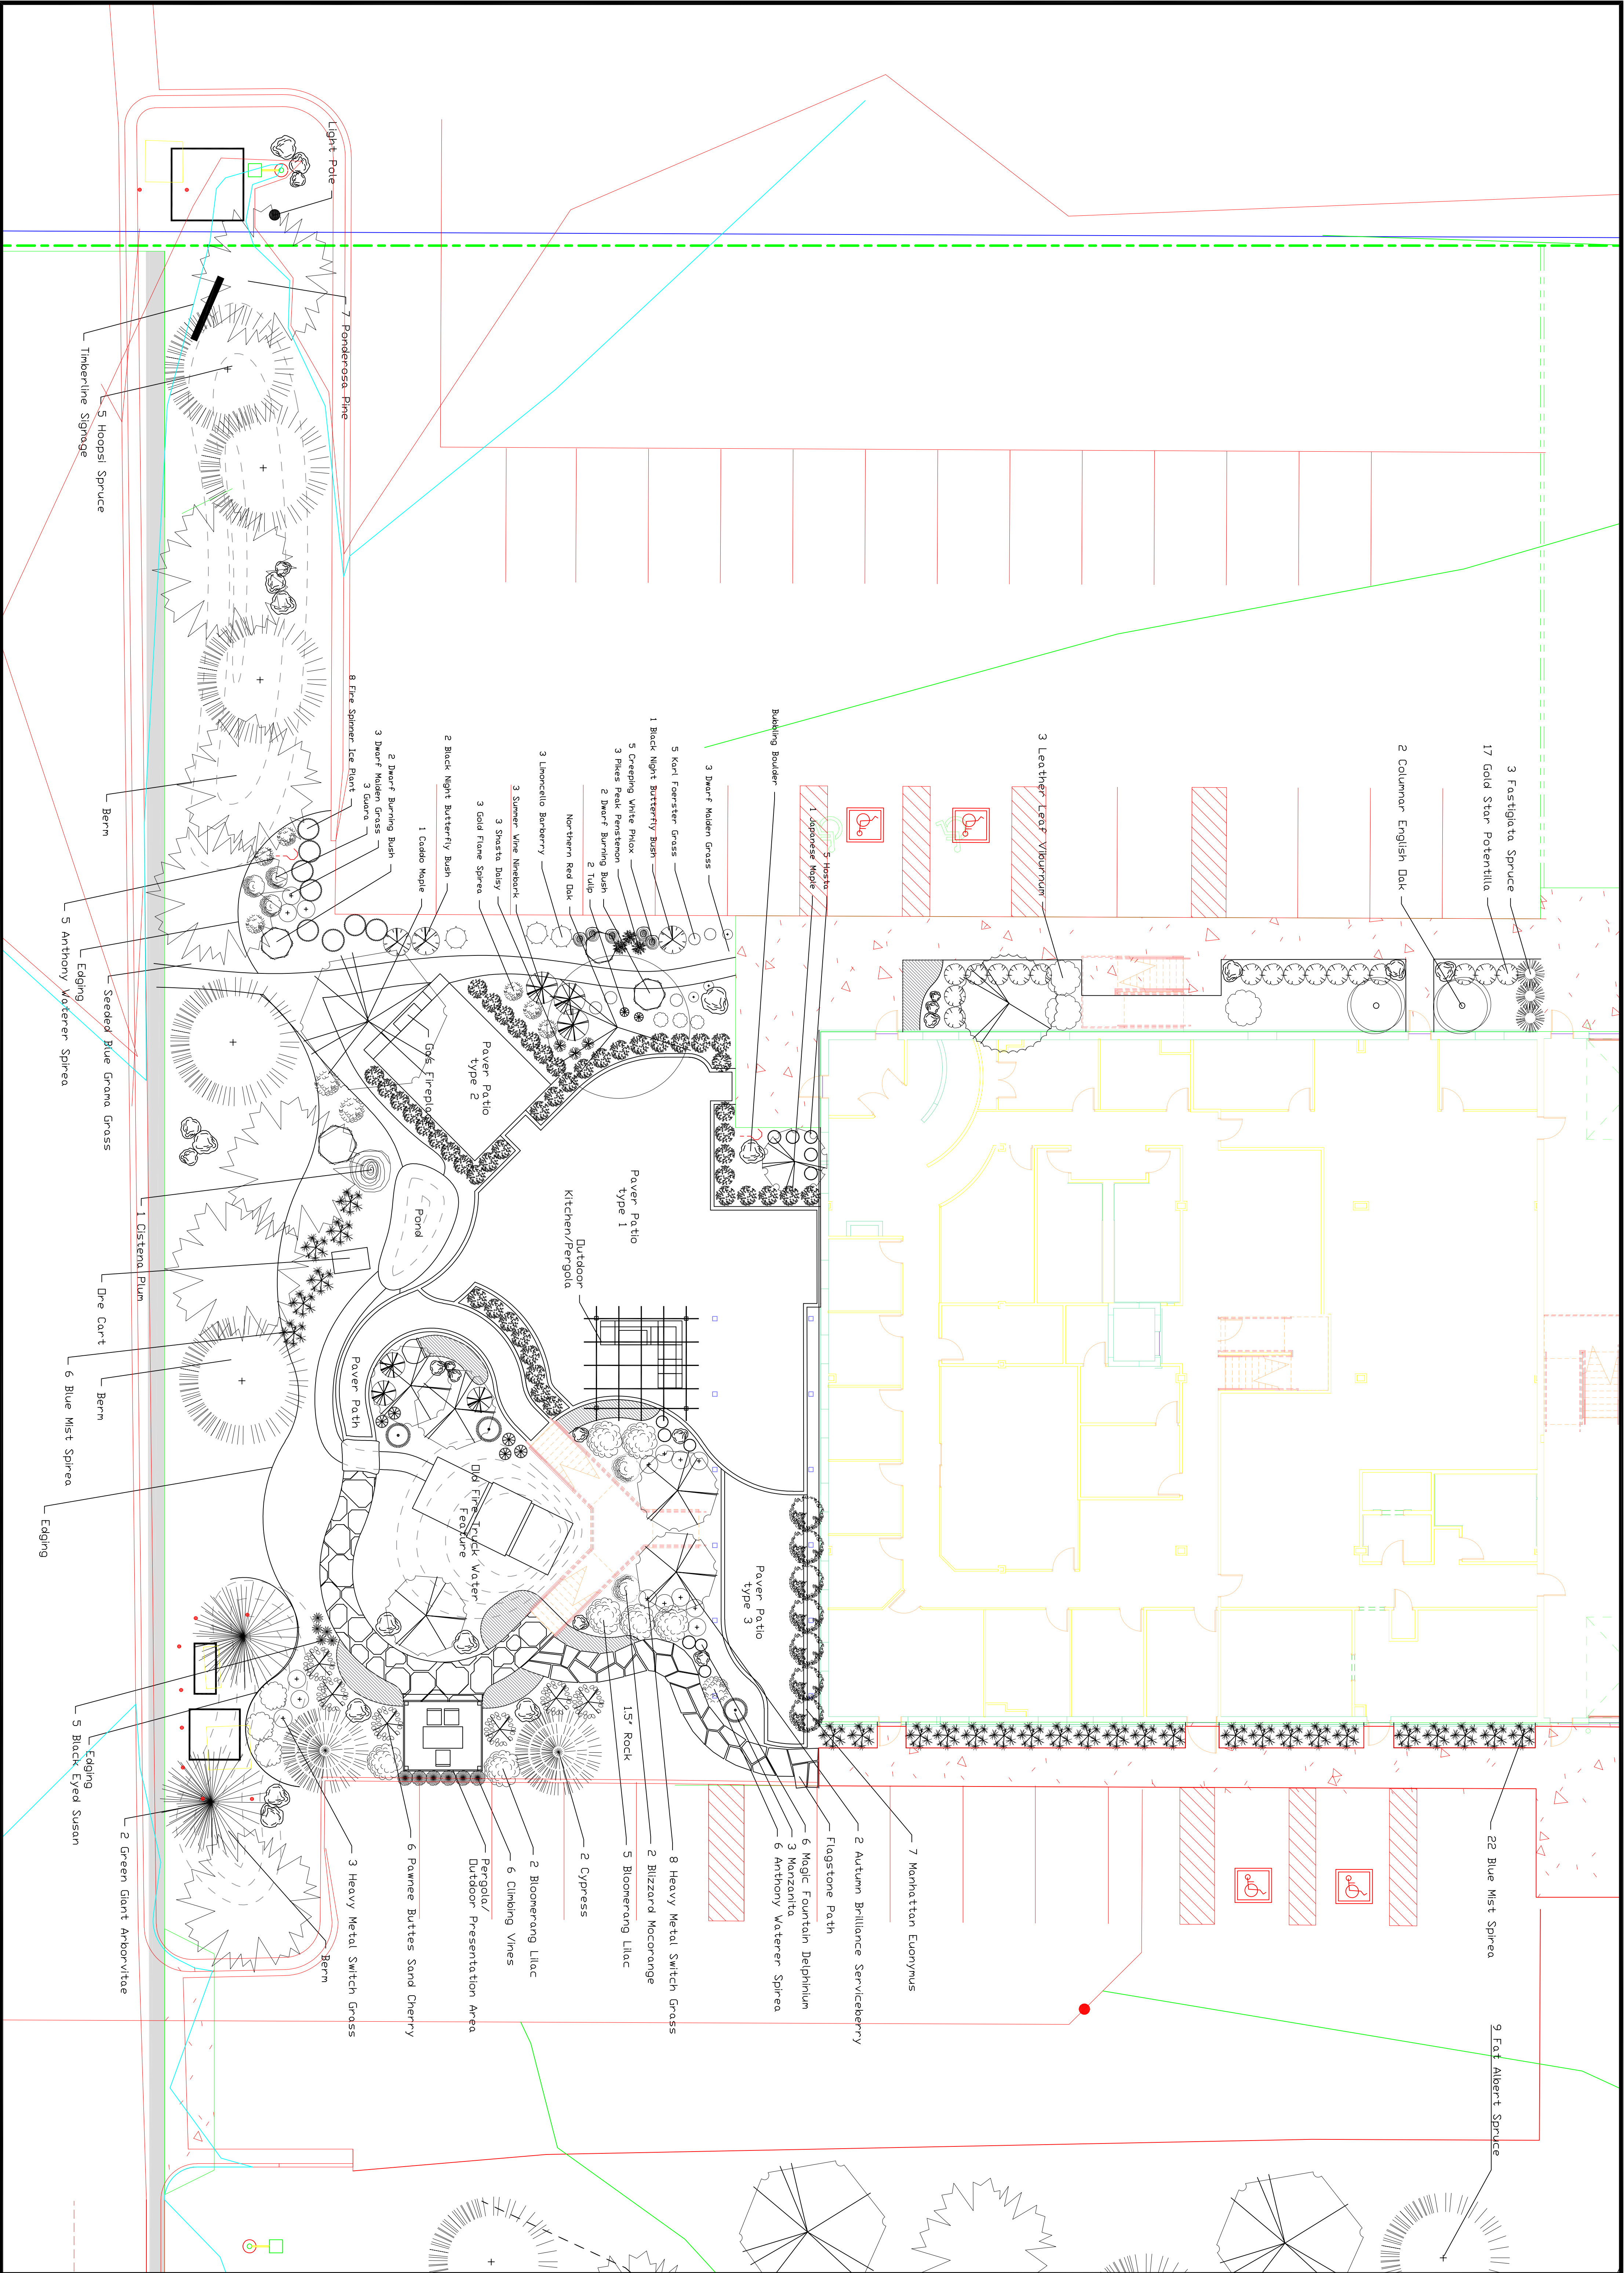 Light Pole
7 Ponderosa Pine
Timberline Signage
5 Hoopsi Spruce
Berm
8 Fire Spinner Ice Plant
2 Dwarf Burning Bush
3 Dwarf Maiden Grass
3 Guara
1 Caddo Maple
2 Black Night Butterfly Bush
3 Gold Flame Spirea
3 Shasta Daisy
3 Summer Wine Ninebark
3 Limoncello Barberry
Northern Red Oak
2 Tulip
2 Dwarf Burning Bush
3 Pikes Peak Penstemon
5 Creeping White Phlox
1 Black Night Butterfly Bush
5 Karl Foerster Grass
3 Dwarf Maiden Grass
Bubbling Boulder
1 Japanese Maple
5 Hosta
3 Leather Leaf Viburnum
2 Columnar English Oak
17 Gold Star Potentilla
3 Fastigiata Spruce
5 Anthony Waterer Spirea
Edging
Seeded Blue Grama Grass
1 Cistena Plum
Ore Cart
6 Blue Mist Spirea
Berm
Edging
Gas Fireplace
Paver Patio
type 2
Pond
Paver Patio
type 1
Outdoor
Kitchen/Pergola
Paver Path
Old Fire Truck Water
Feature
Paver Patio
type 3
1.5" Rock
5 Black Eyed Susan
Edging
2 Green Giant Arborvitae
Berm
3 Heavy Metal Switch Grass
6 Pawnee Buttes Sand Cherry
Pergola/
Outdoor Presentation Area
6 Climbing Vines
2 Bloomerang Lilac
2 Cypress
5 Bloomerang Lilac
2 Blizzard Mocorange
8 Heavy Metal Switch Grass
6 Anthony Waterer Spirea
3 Manzanita
6 Magic Fountain Delphinium
Flagstone Path
2 Autumn Brilliance Serviceberry
7 Manhattan Euonymus
22 Blue Mist Spirea
9 Fat Albert Spruce